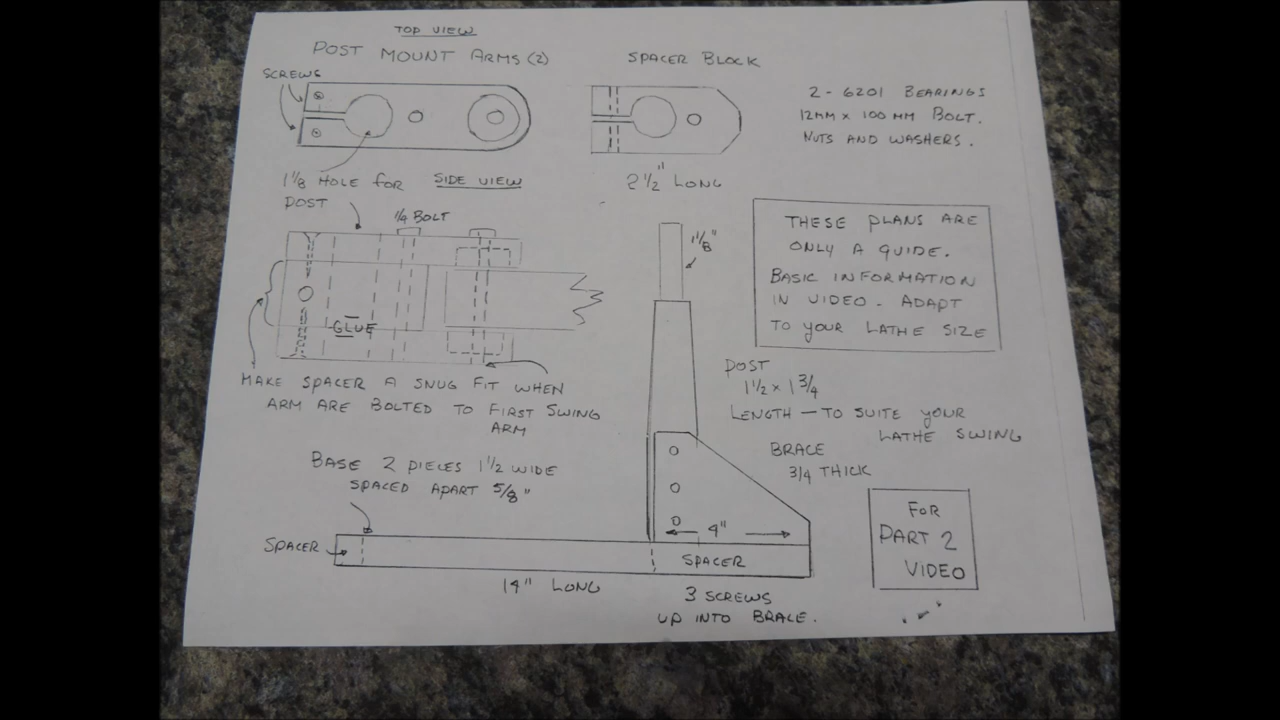 TOP VIEW
POST MOUNT ARMS (2)
SCREWS
1 1/8 HOLE FOR
POST
SPACER BLOCK
2 1/2" LONG
2 - 6201 BEARINGS
12MM x 100 MM BOLT.
NUTS AND WASHERS.
SIDE VIEW
1/4 BOLT
GLUE
MAKE SPACER A SNUG FIT WHEN
ARM ARE BOLTED TO FIRST SWING
ARM
1 1/8"
THESE PLANS ARE
ONLY A GUIDE.
BASIC INFORMATION
IN VIDEO. ADAPT
TO YOUR LATHE SIZE
POST
1 1/2 x 1 3/4
LENGTH — TO SUITE YOUR
LATHE SWING
BRACE
3/4 THICK
BASE 2 PIECES 1 1/2 WIDE
SPACED APART 5/8"
SPACER
4"
SPACER
14" LONG
3 SCREWS
UP INTO BRACE.
FOR
PART 2
VIDEO